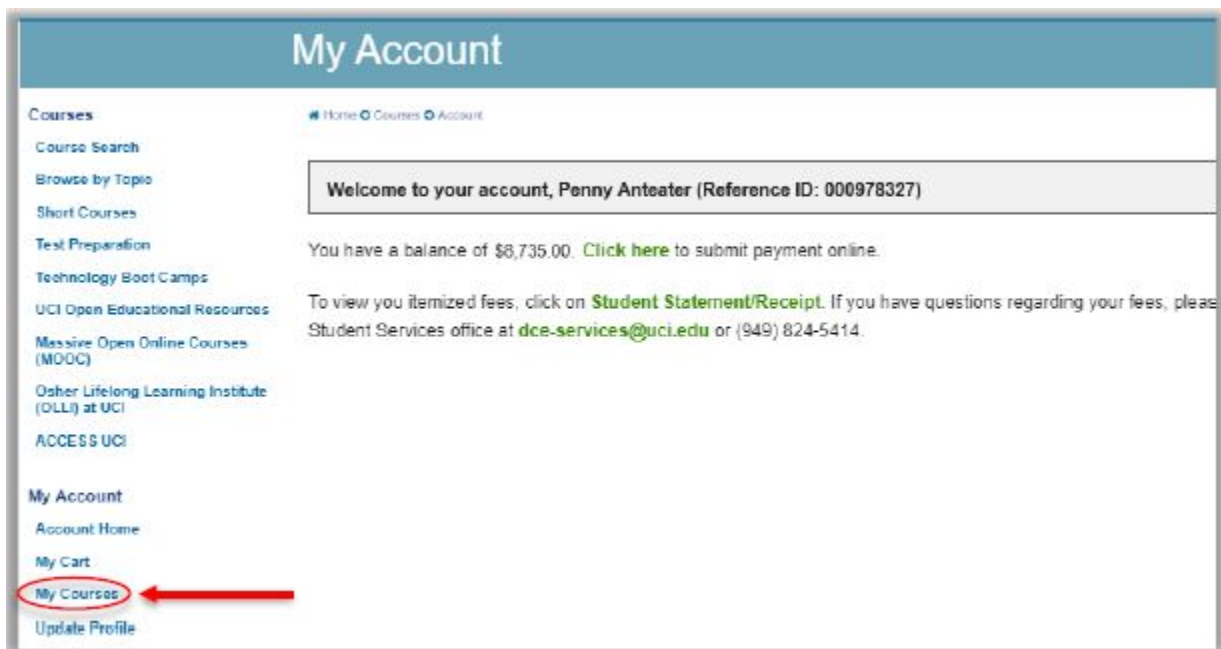 My Account
Courses
Course Search
Browse by Topic
Short Courses
Test Preparation
Technology Boot Camps
UCI Open Educational Resources
Massive Open Online Courses
(MOOC)
Osher Lifelong Learning Institute
(OLLI) at UCI
ACCESS UCI
My Account
Account Home
My Cart
My Courses
Update Profile
Home Courses Account
Welcome to your account, Penny Anteater (Reference ID: 000978327)
You have a balance of $8,735.00. Click here to submit payment online.
To view you itemized fees, click on Student Statement/Receipt. If you have questions regarding your fees, pleas
Student Services office at dce-services@uci.edu or (949) 824-5414.